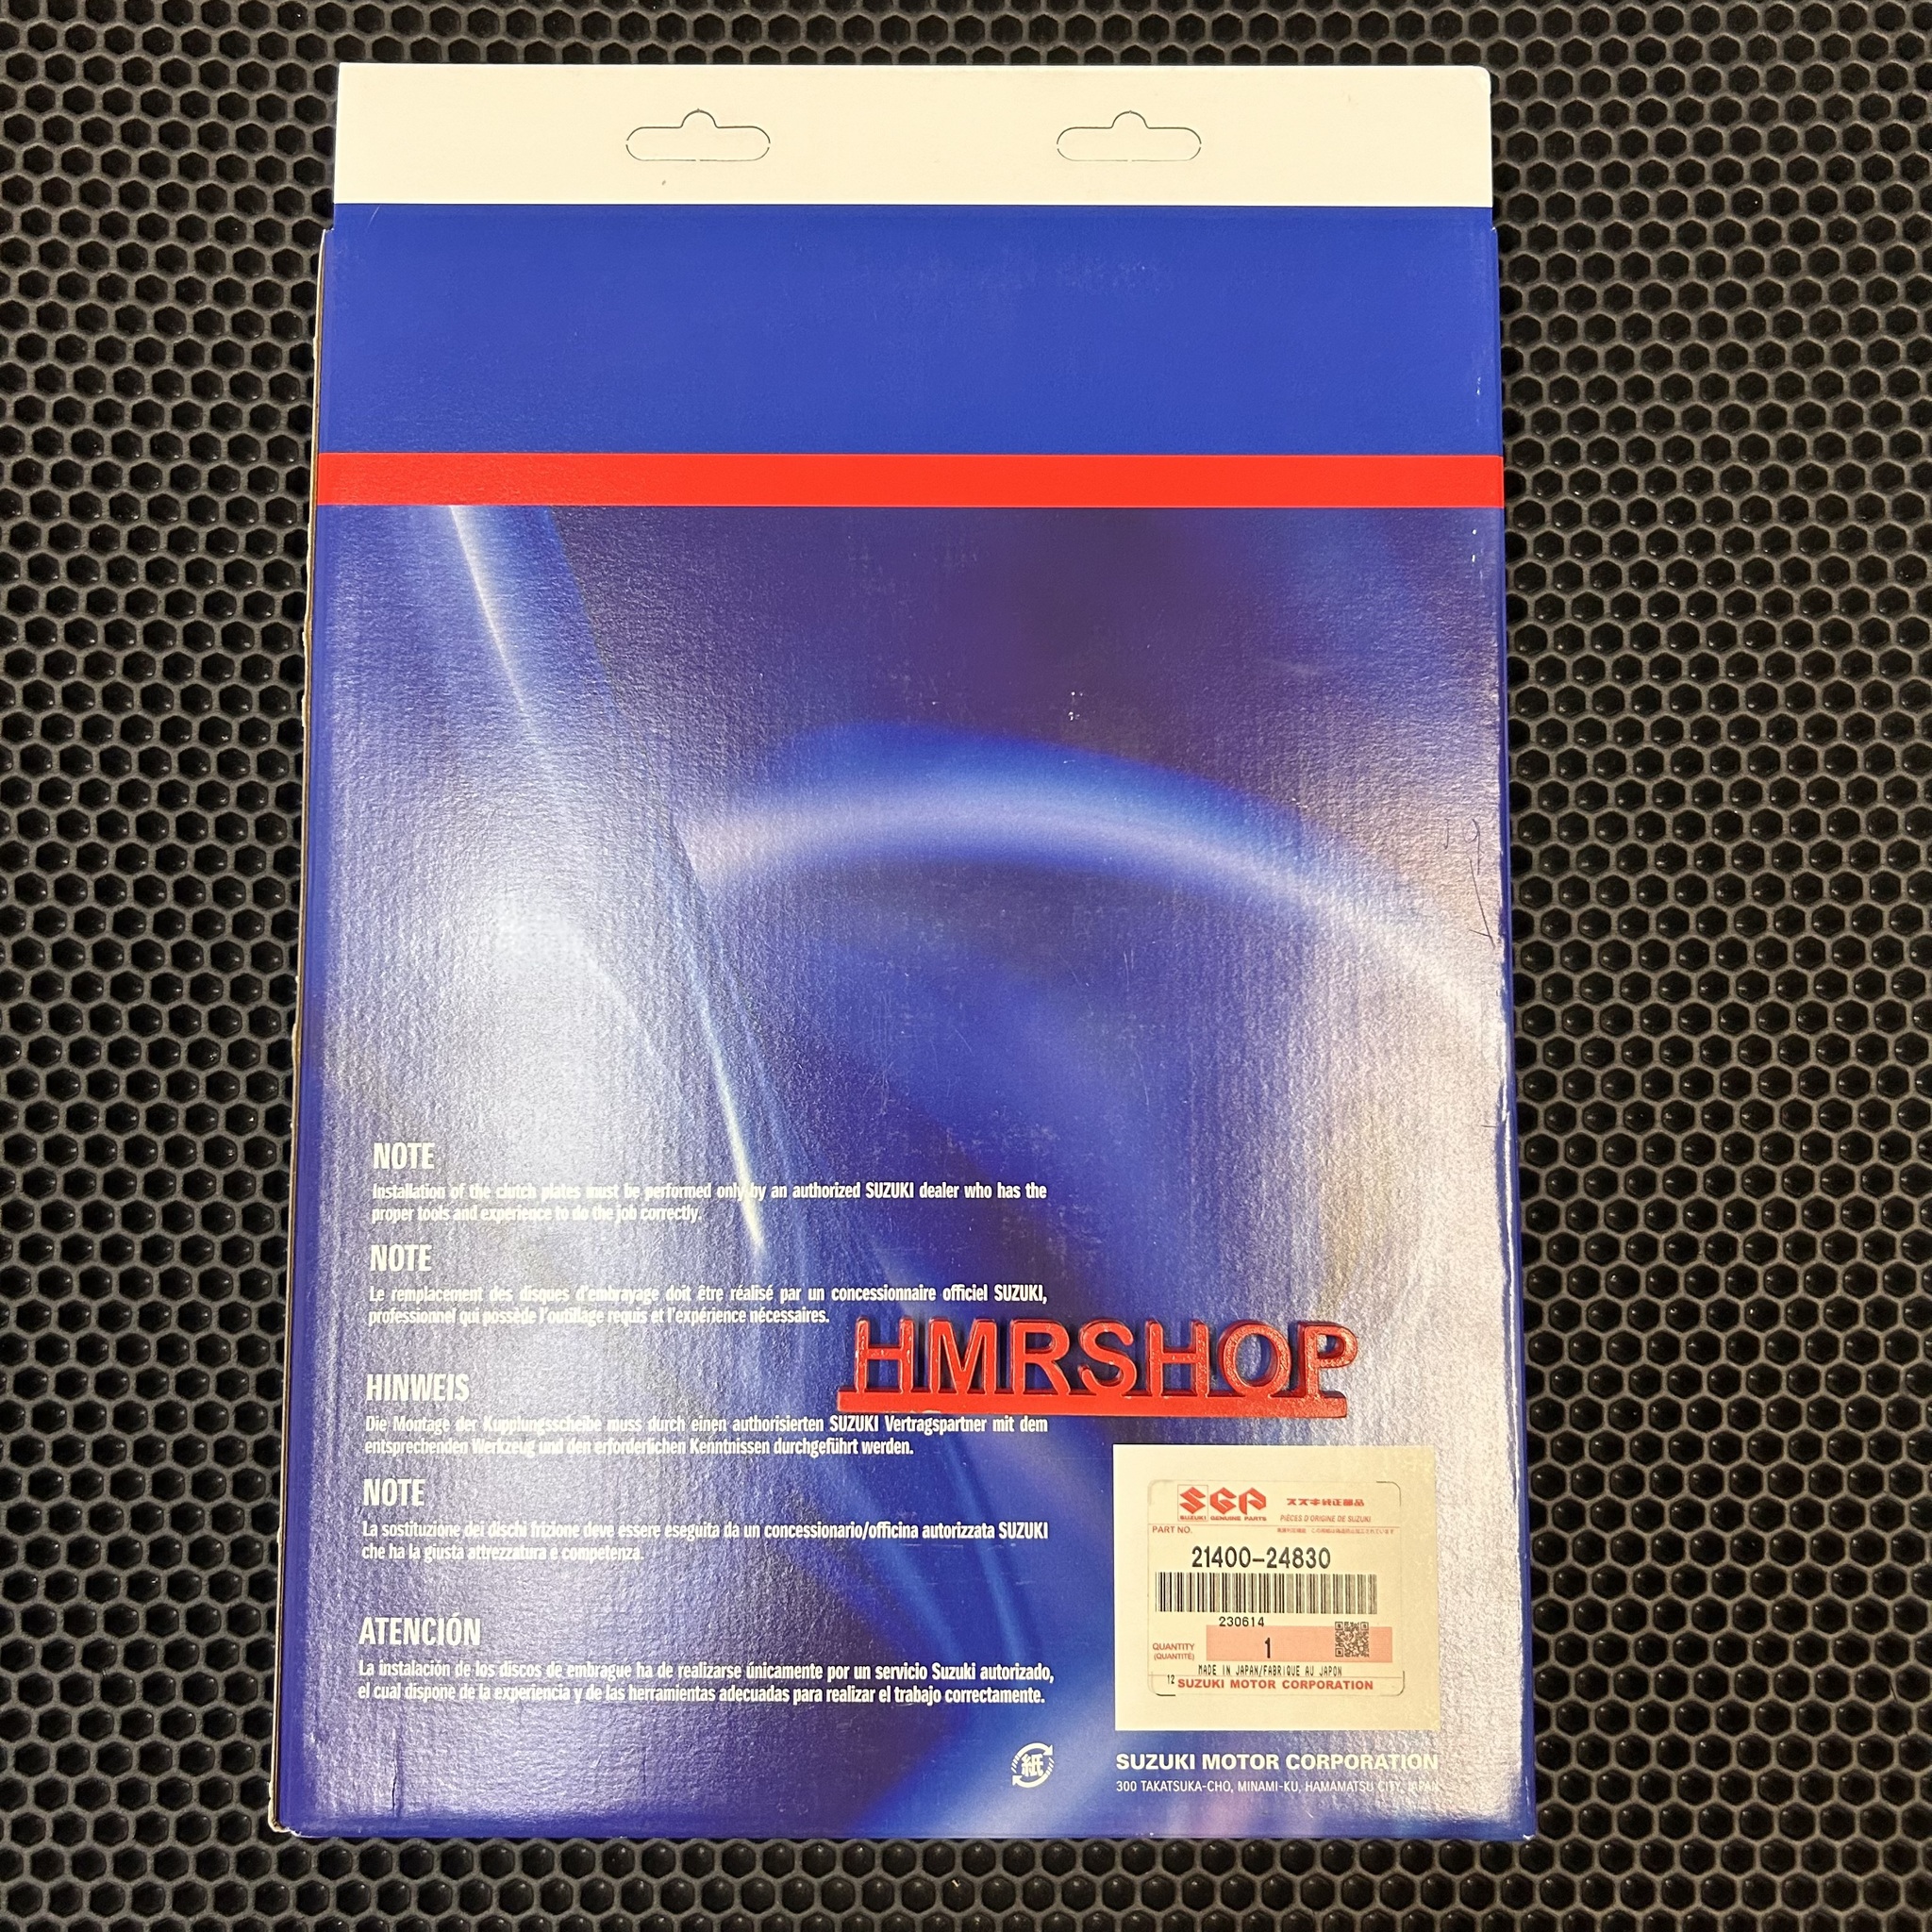 NOTE
Installation of the clutch plates must be performed only by an authorized SUZUKI dealer who has the
proper tools and experience to do the job correctly.
NOTE
Le remplacement des disques d'embrayage doit être réalisé par un concessionnaire officiel SUZUKI,
professionnel qui possède l'outillage requis et l'expérience nécessaires.
HMRSHOP
HINWEIS
Die Montage der Kupplungsscheibe muss durch einen authorisierten SUZUKI Vertragspartner mit dem
entsprechenden Werkzeug und den erforderlichen Kenntnissen durchgeführt werden.
NOTE
La sostituzione dei dischi frizione deve essere eseguita da un concessionario/officina autorizzata SUZUKI
che ha la giusta attrezzatura e competenza.
ATENCIÓN
La instalación de los discos de embrague ha de realizarse únicamente por un servicio Suzuki autorizado,
el cual dispone de la experiencia y de las herramientas adecuadas para realizar el trabajo correctamente.
紙
SGP スズキ純正部品
SUZUKI GENUINE PARTS PIÈCES D'ORIGINE DE SUZUKI
PART NO.
21400-24830
230614
QUANTITY
(QUANTITÉ)
1
MADE IN JAPAN/FABRIQUE AU JAPON
12 SUZUKI MOTOR CORPORATION
SUZUKI MOTOR CORPORATION
300 TAKATSUKA-CHO, MINAMI-KU, HAMAMATSU CITY, JAPAN